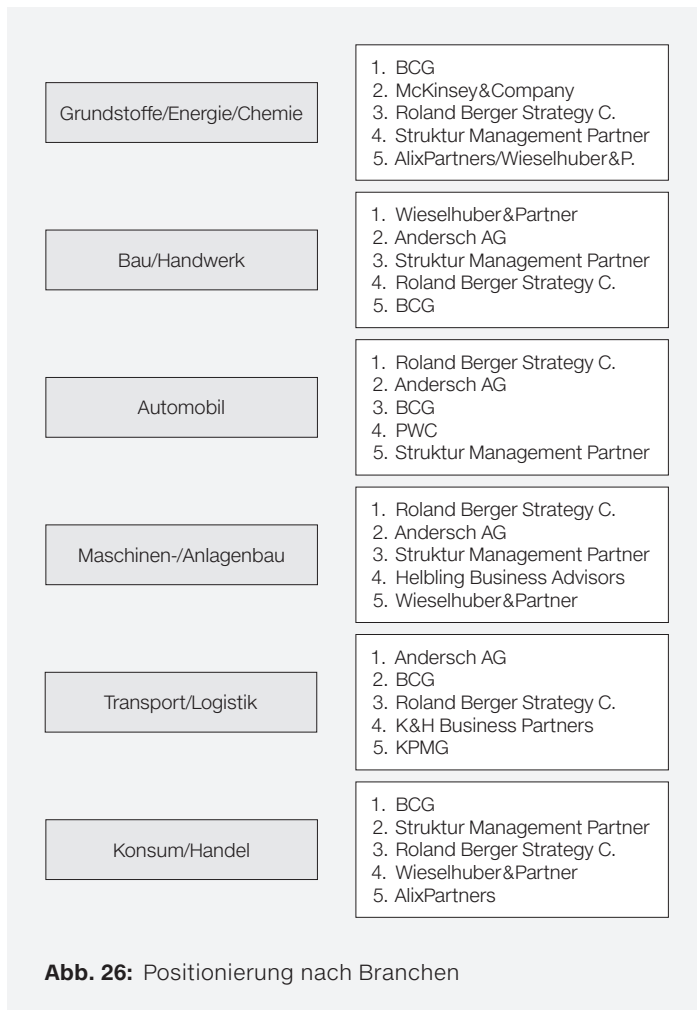 Grundstoffe/Energie/Chemie
1. BCG
2. McKinsey&Company
3. Roland Berger Strategy C.
4. Struktur Management Partner
5. AlixPartners/Wieselhuber&P.
Bau/Handwerk
1. Wieselhuber&Partner
2. Andersch AG
3. Struktur Management Partner
4. Roland Berger Strategy C.
5. BCG
Automobil
1. Roland Berger Strategy C.
2. Andersch AG
3. BCG
4. PWC
5. Struktur Management Partner
Maschinen-/Anlagenbau
1. Roland Berger Strategy C.
2. Andersch AG
3. Struktur Management Partner
4. Helbling Business Advisors
5. Wieselhuber&Partner
Transport/Logistik
1. Andersch AG
2. BCG
3. Roland Berger Strategy C.
4. K&H Business Partners
5. KPMG
Konsum/Handel
1. BCG
2. Struktur Management Partner
3. Roland Berger Strategy C.
4. Wieselhuber&Partner
5. AlixPartners
Abb. 26: Positionierung nach Branchen